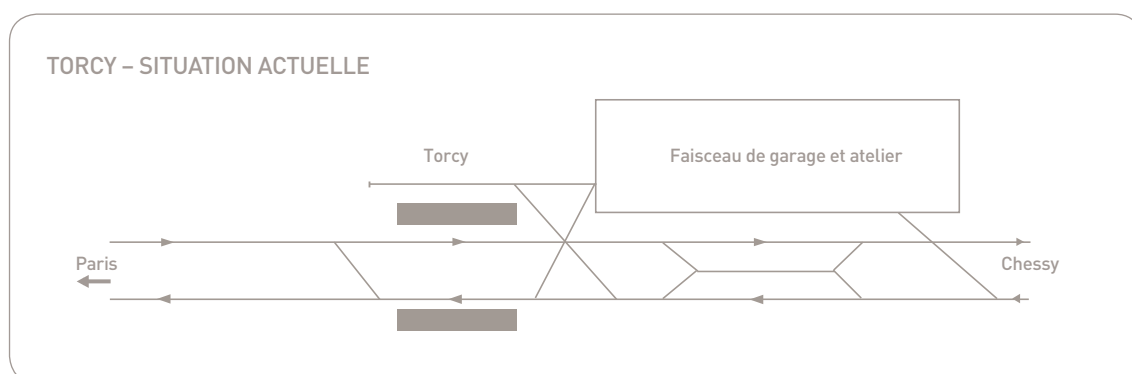 TORCY – SITUATION ACTUELLE
Torcy
Faisceau de garage et atelier
Paris
Chessy